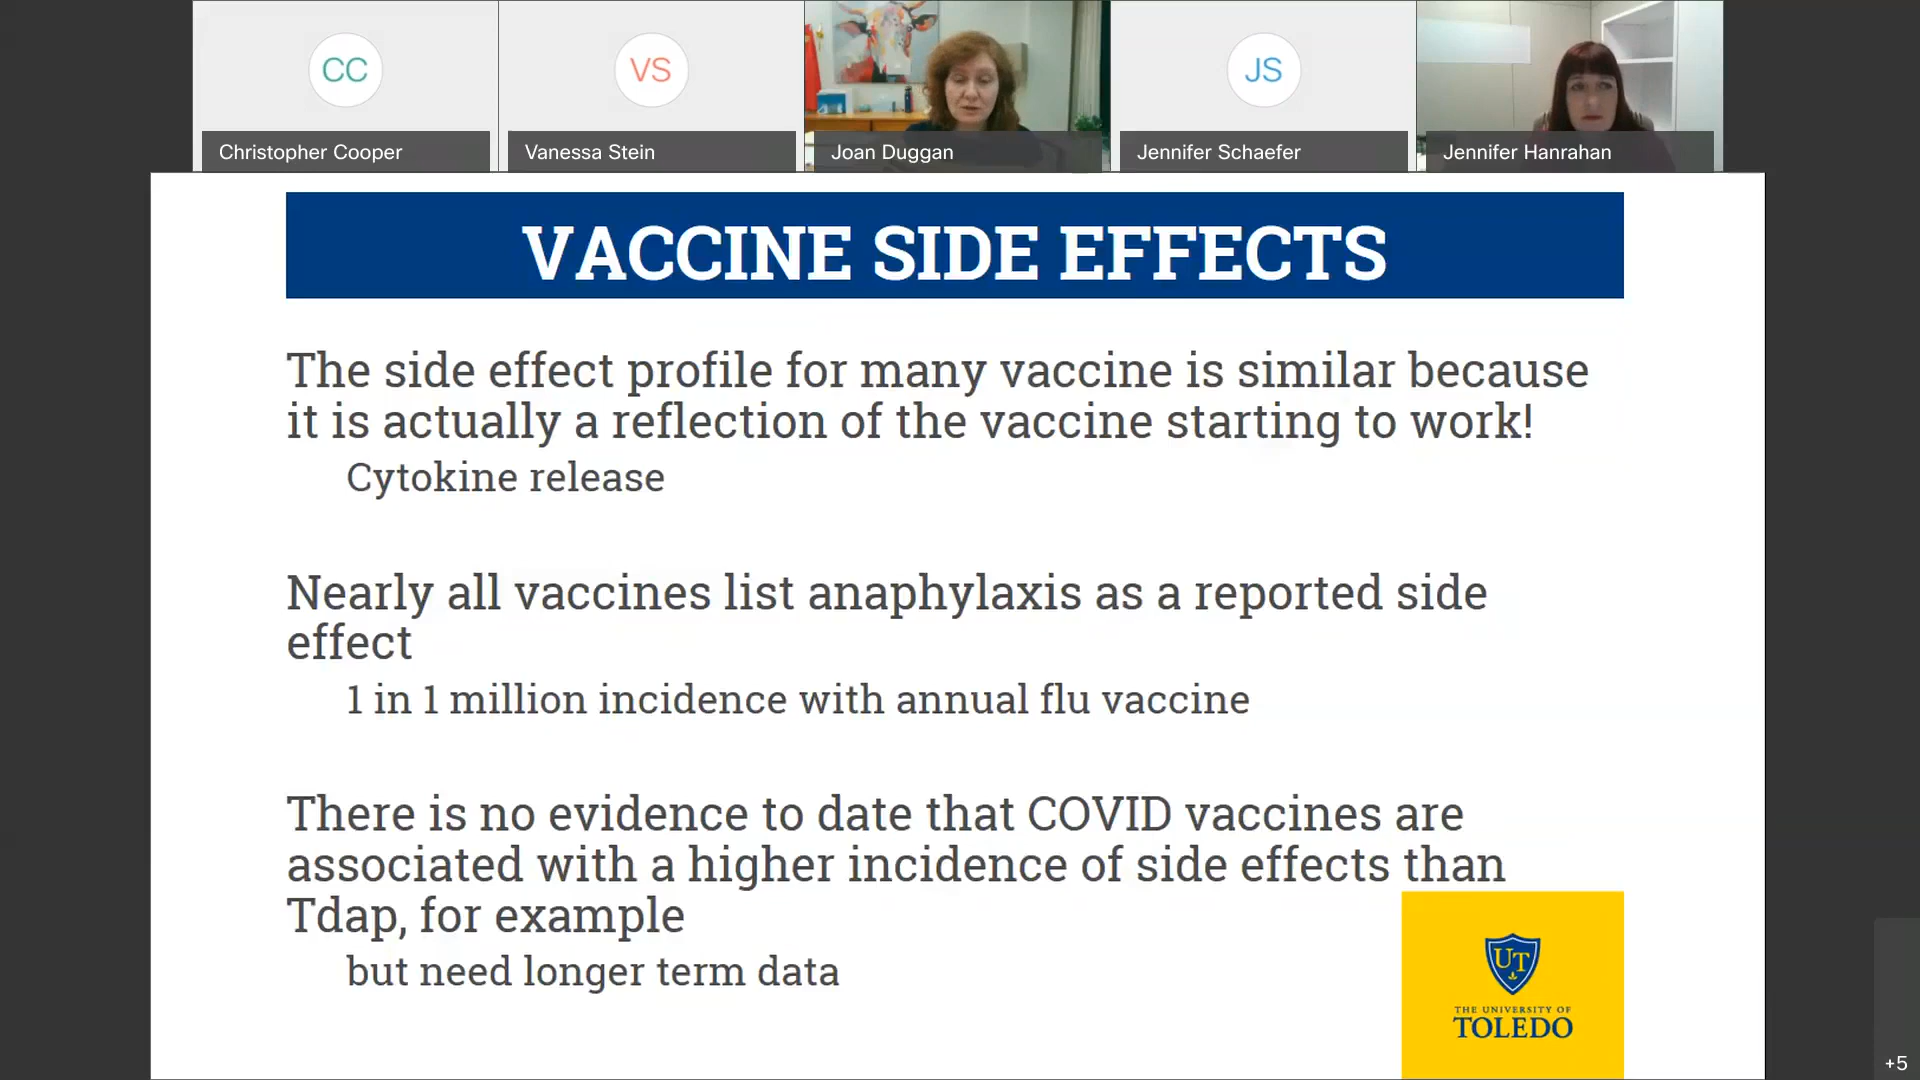 CC
VS
JS
Christopher Cooper
Vanessa Stein
Joan Duggan
Jennifer Schaefer
Jennifer Hanrahan
VACCINE SIDE EFFECTS
The side effect profile for many vaccine is similar because
it is actually a reflection of the vaccine starting to work!
Cytokine release
Nearly all vaccines list anaphylaxis as a reported side
effect
1 in 1 million incidence with annual flu vaccine
There is no evidence to date that COVID vaccines are
associated with a higher incidence of side effects than
Tdap, for example
but need longer term data
UT
THE UNIVERSITY OF
TOLEDO
+5